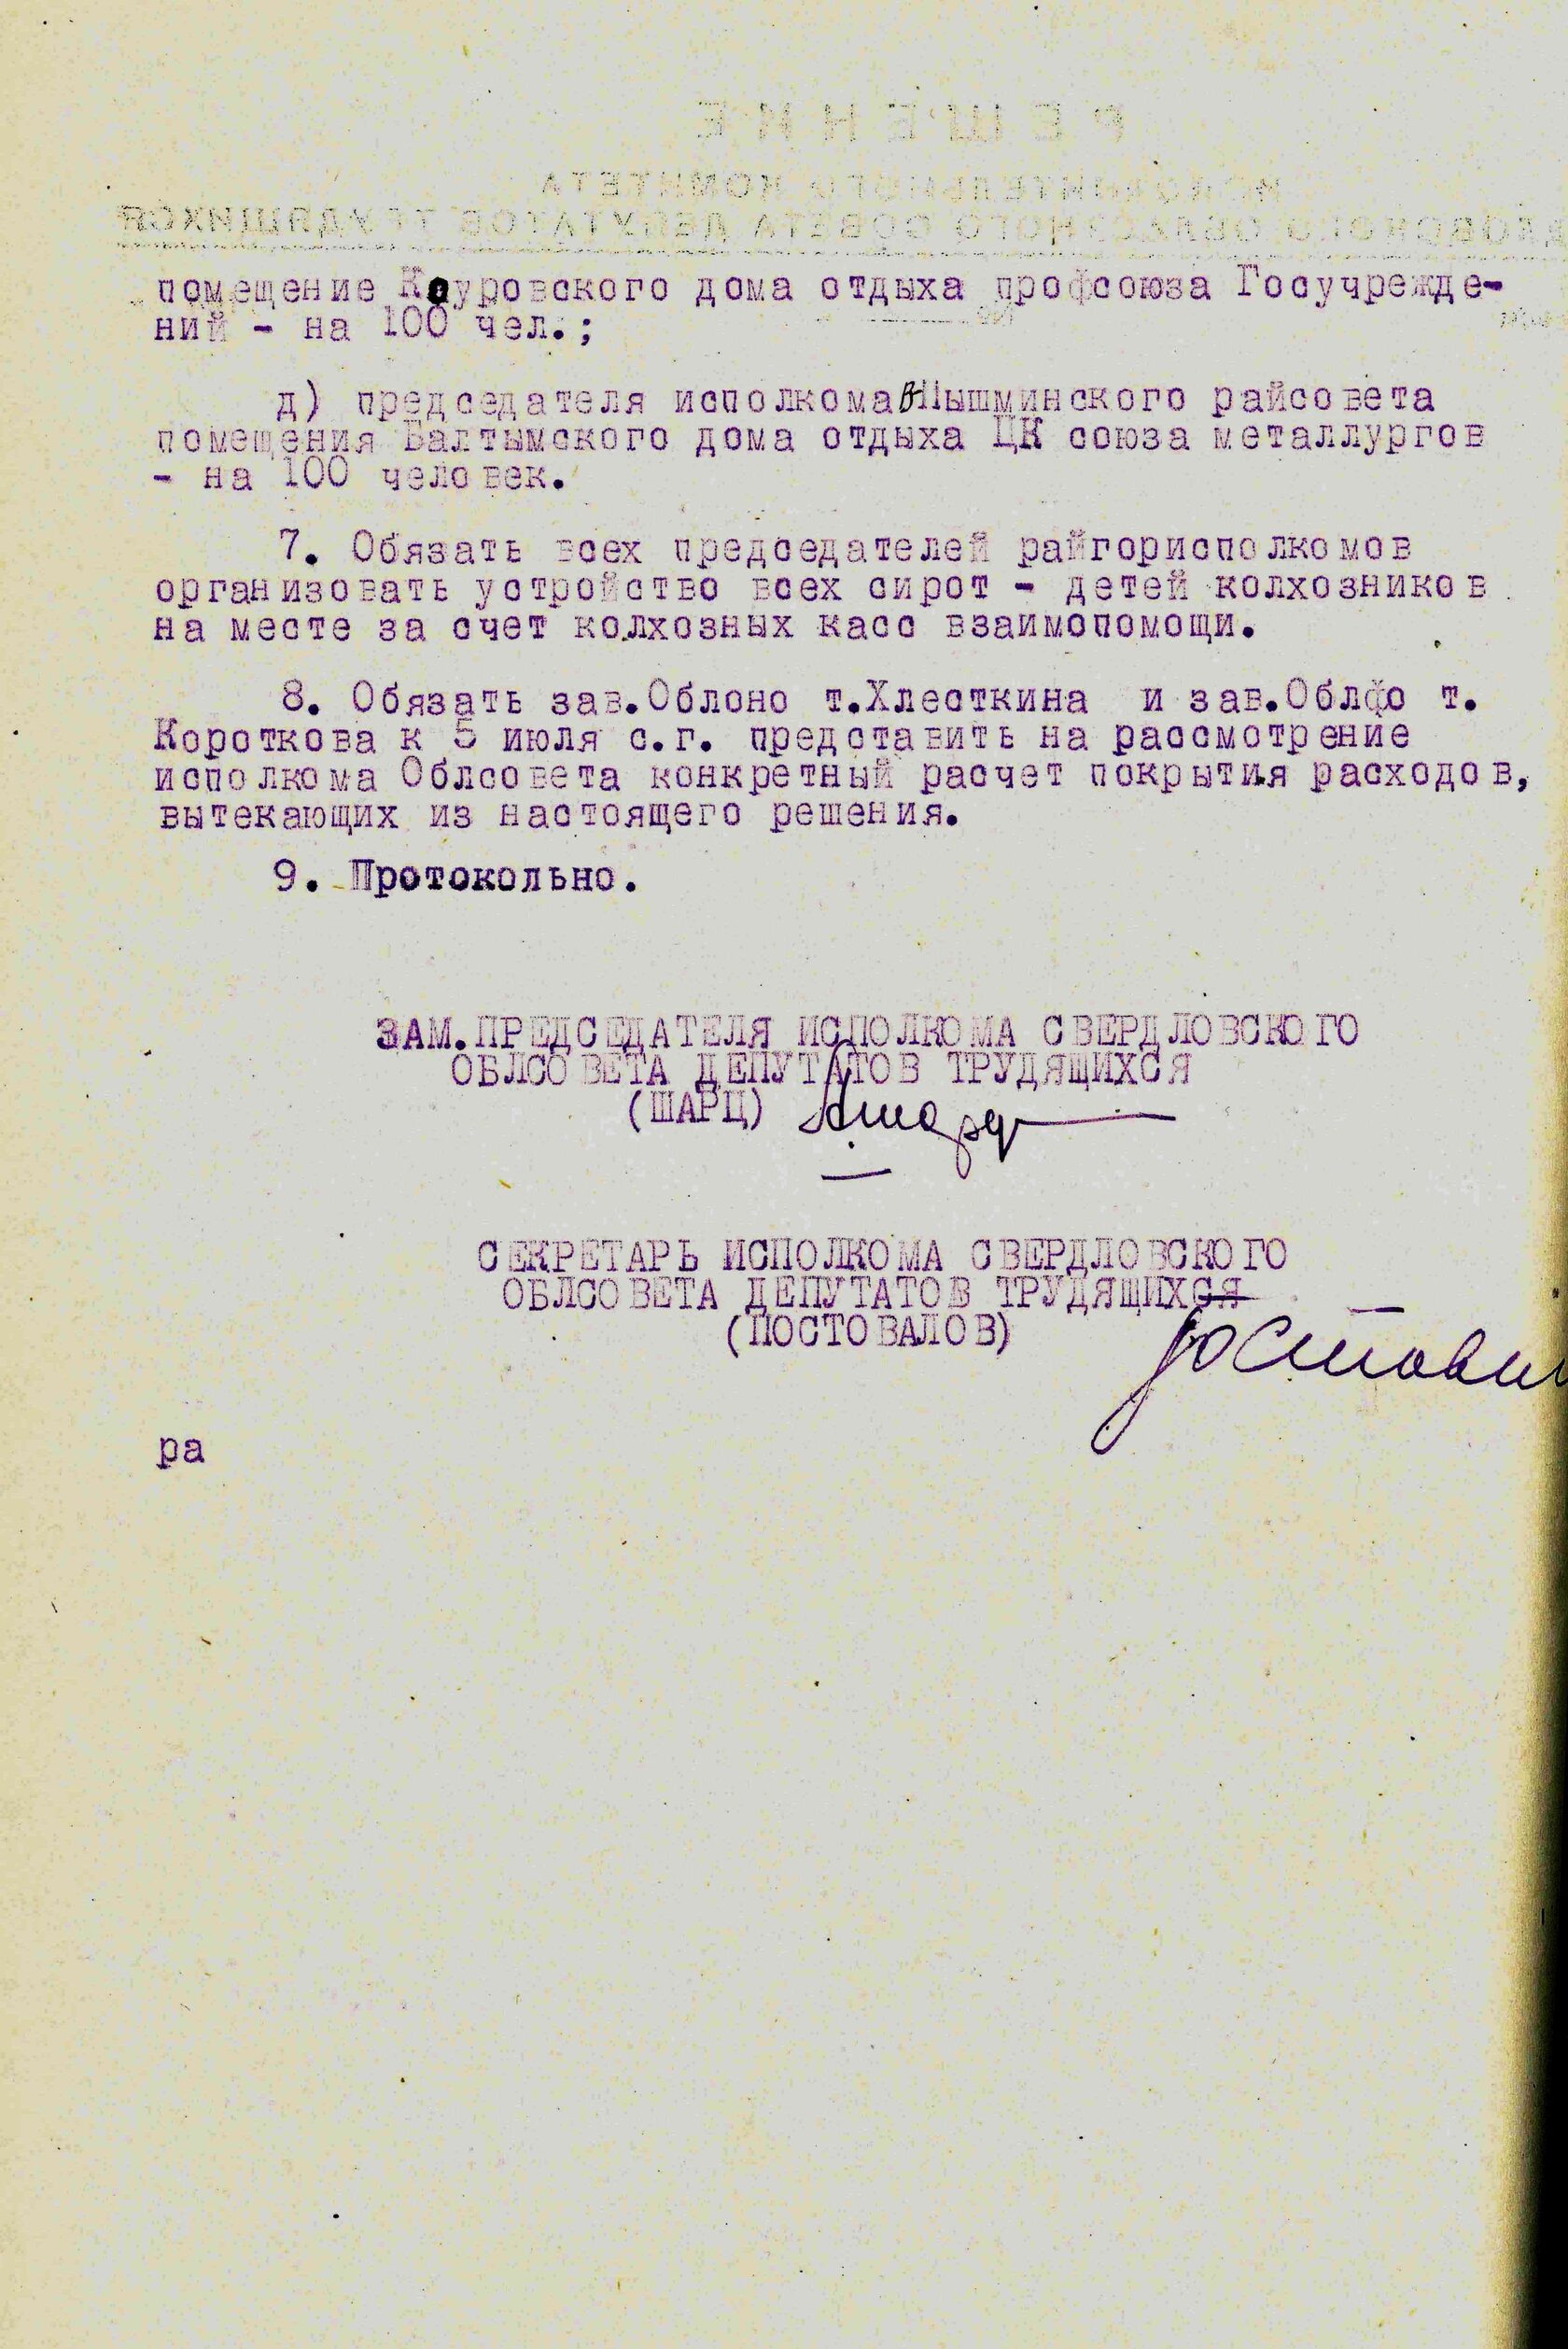 помещение Коуровского дома отдыха профсоюза Госучрежде-
ний - на 100 чел.;
д) председателя исполкома В-Пышминского райсовета
помещения Балтымского дома отдыха ЦК союза металлургов
- на 100 человек.
7. Обязать всех председателей райгорисполкомов
организовать устройство всех сирот - детей колхозников
на месте за счет колхозных касс взаимопомощи.
8. Обязать зав.Облоно т.Хлесткина и зав.Облфо т.
Короткова к 5 июля с.г. представить на рассмотрение
исполкома Облсовета конкретный расчет покрытия расходов,
вытекающих из настоящего решения.
9. Протокольно.
ЗАМ.ПРЕДСЕДАТЕЛЯ ИСПОЛКОМА СВЕРДЛОВСКОГО
ОБЛСОВЕТА ДЕПУТАТОВ ТРУДЯЩИХСЯ
(ШАРЦ)
СЕКРЕТАРЬ ИСПОЛКОМА СВЕРДЛОВСКОГО
ОБЛСОВЕТА ДЕПУТАТОВ ТРУДЯЩИХСЯ
(ПОСТОВАЛОВ)
ра